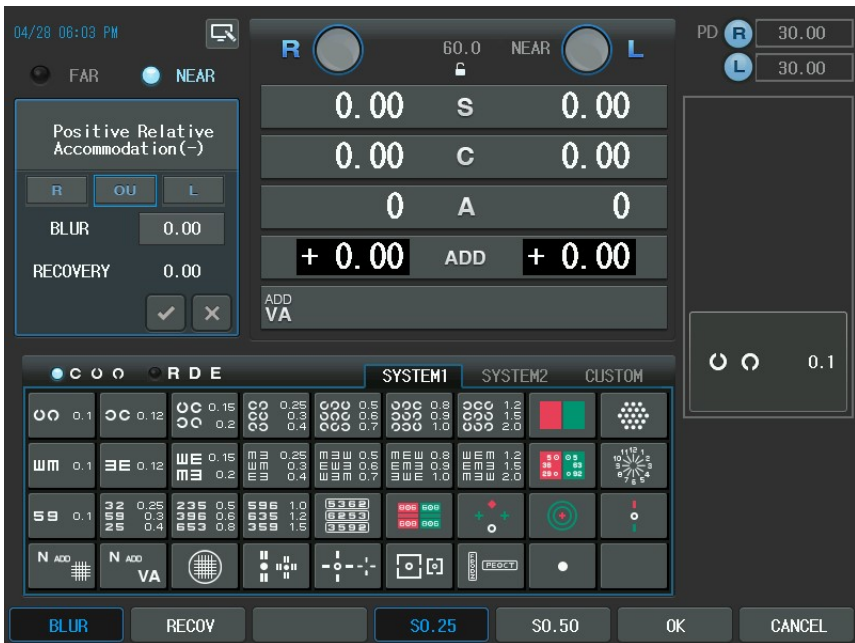 04/28 06:03 PM
FAR NEAR
Positive Relative
Accommodation(-)
R OU L
BLUR 0.00
RECOVERY 0.00
R 60.0 NEAR L
0.00 S 0.00
0.00 C 0.00
0 A 0
+ 0.00 ADD + 0.00
ADD
VA
PD R 30.00
L 30.00
0.1
C R D E
SYSTEM1 SYSTEM2 CUSTOM
0.1
0.12
0.15
0.2
0.25
0.3
0.4
0.5
0.6
0.7
0.8
0.9
1.0
1.2
1.5
2.0
0.1
0.12
0.15
0.2
0.25
0.3
0.4
0.5
0.6
0.7
0.8
0.9
1.0
1.2
1.5
2.0
59 0.1
32 0.25
59 0.3
25 0.4
235 0.5
396 0.6
653 0.8
596 1.0
635 1.2
359 1.5
5362
6253
3592
N ADD
N ADD
VA
PEOCT
BLUR RECOV S0.25 S0.50 OK CANCEL